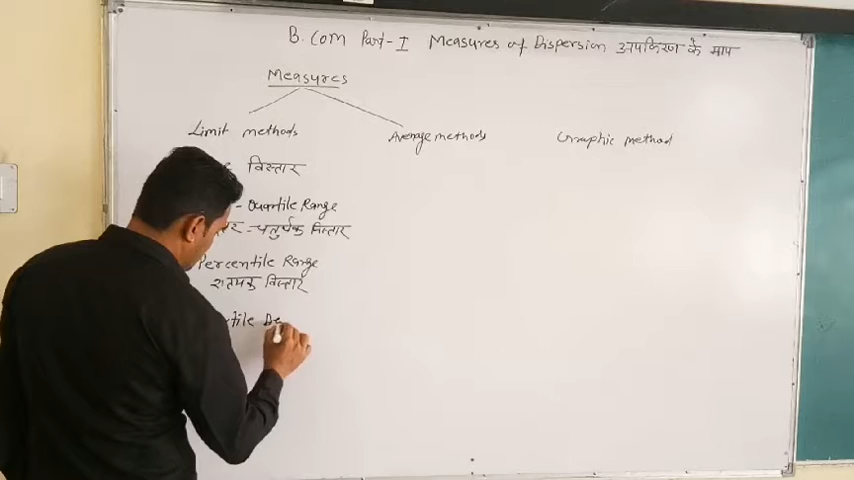 B. Com Part-I Measures of Dispersion अपकिरण के माप
Measures
Limit methods Average methods Graphic method
विस्तार
- Quantile Range
- चतुर्थक विस्तार
Percentile Range
शतमक विस्तार
tile De